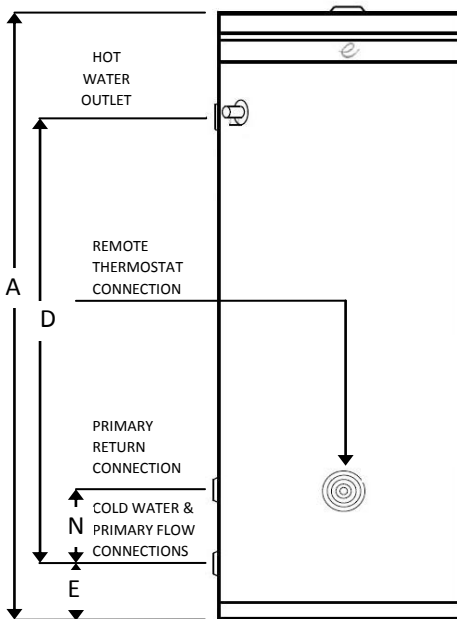 HOT
WATER
OUTLET
REMOTE
THERMOSTAT
CONNECTION
A
D
PRIMARY
RETURN
CONNECTION
N
COLD WATER &
PRIMARY FLOW
CONNECTIONS
E
e